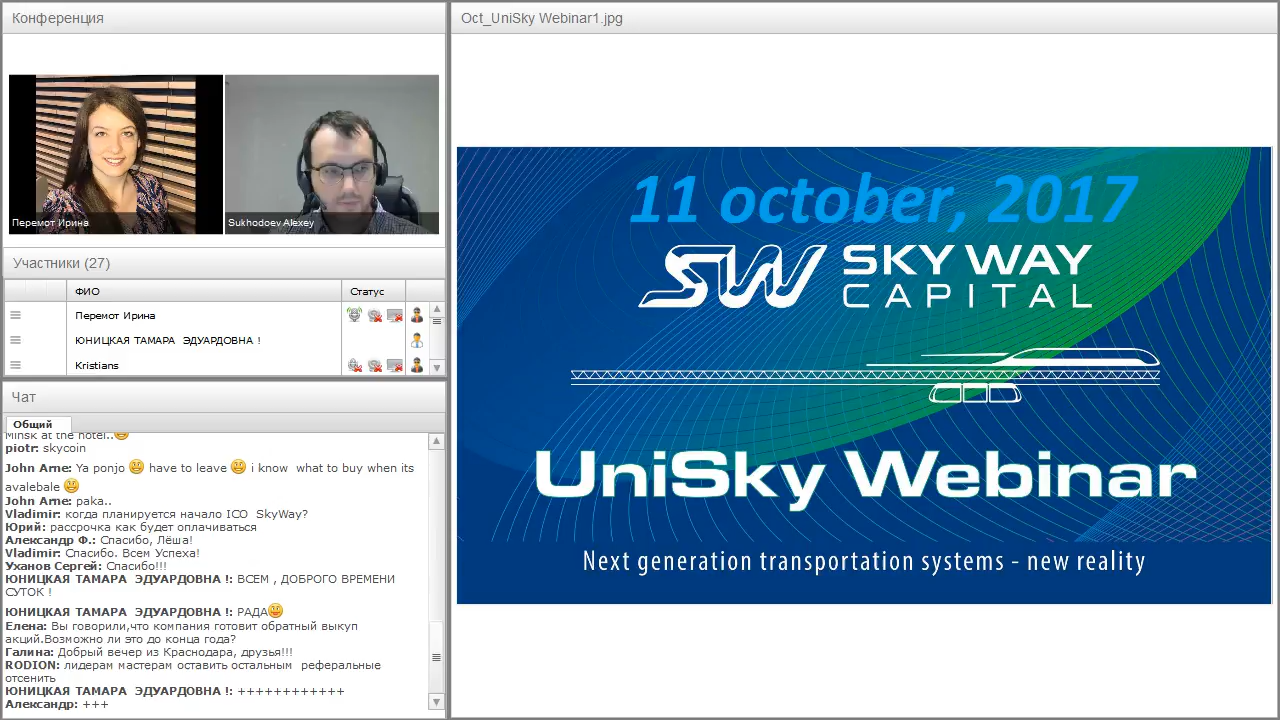 Конференция
Перемот Ирина
Sukhodoev Alexey
Участники (27)
ФИО
Статус
Перемот Ирина
ЮНИЦКАЯ ТАМАРА ЭДУАРДОВНА !
Kristians
Чат
Общий
Minsk at the hotel..
piotr: skycoin
John Arne: Ya ponjo have to leave i know what to buy when its
avalebale
John Arne: paka..
Vladimir: когда планируется начало ICO SkyWay?
Юрий: рассрочка как будет оплачиваться
Александр Ф.: Спасибо, Лёша!
Vladimir: Спасибо. Всем Успеха!
Уханов Сергей: Спасибо!!!
ЮНИЦКАЯ ТАМАРА ЭДУАРДОВНА !: ВСЕМ , ДОБРОГО ВРЕМЕНИ
СУТОК !
ЮНИЦКАЯ ТАМАРА ЭДУАРДОВНА !: РАДА
Елена: Вы говорили,что компания готовит обратный выкуп
акций.Возможно ли это до конца года?
Галина: Добрый вечер из Краснодара, друзья!!!
RODION: лидерам мастерам оставить остальным реферальные
отсенить
ЮНИЦКАЯ ТАМАРА ЭДУАРДОВНА !: ++++++++++++
Александр: +++
Oct_UniSky Webinar1.jpg
11 october, 2017
SW SKY WAY
CAPITAL
UniSky Webinar
Next generation transportation systems - new reality